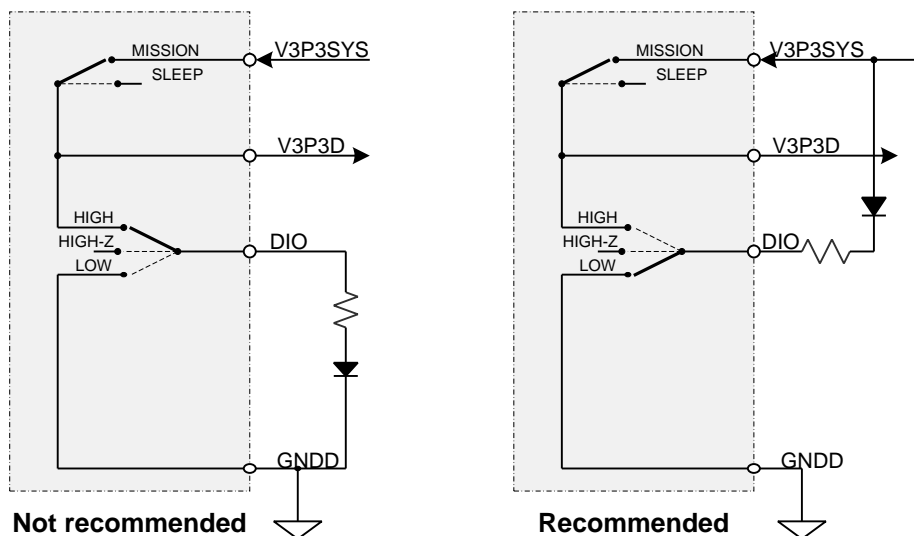 MISSION
V3P3SYS
SLEEP
V3P3D
HIGH
HIGH-Z
DIO
LOW
GNDD
Not recommended
MISSION
V3P3SYS
SLEEP
V3P3D
HIGH
HIGH-Z
DIO
LOW
GNDD
Recommended